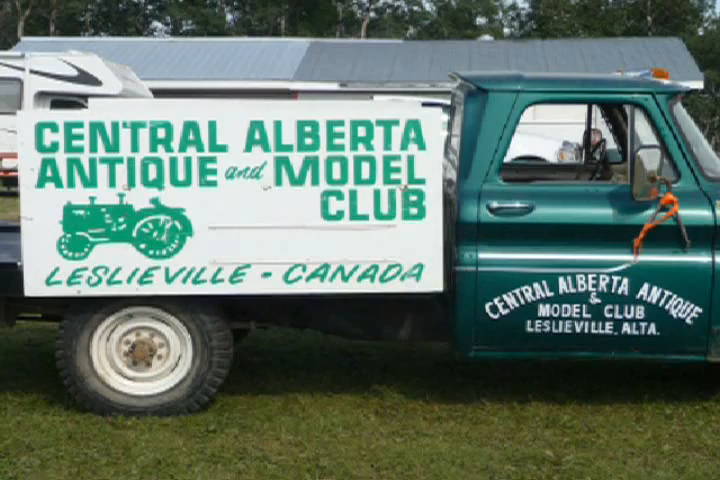 CENTRAL ALBERTA
ANTIQUE and MODEL
CLUB
LESLIEVILLE - CANADA
CENTRAL ALBERTA ANTIQUE
&
MODEL CLUB
LESLIEVILLE, ALTA.